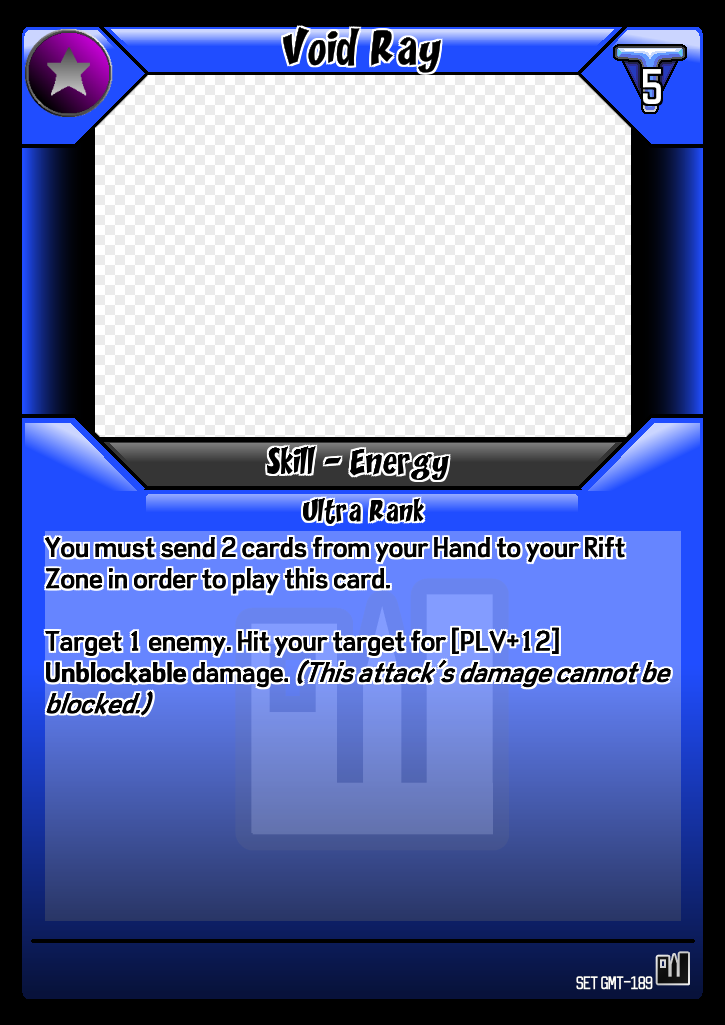 Void Ray
5
Skill - Energy
Ultra Rank
You must send 2 cards from your Hand to your Rift
Zone in order to play this card.
Target 1 enemy. Hit your target for [PLV+12]
Unblockable damage. (This attack's damage cannot be
blocked.)
SET GMT-189